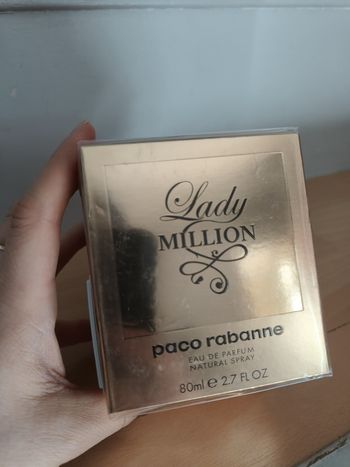 Lady
MILLION
paco rabanne
EAU DE PARFUM
NATURAL SPRAY
80ml e 2.7 FL OZ